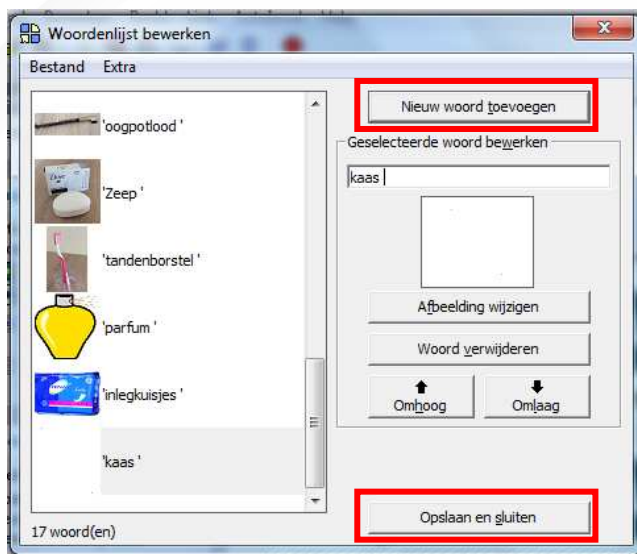 Woordenlijst bewerken
Bestand Extra
'oogpotlood '
'Zeep '
'tandenborstel '
'parfum '
'inlegkuisjes '
'kaas '
17 woord(en)
Nieuw woord toevoegen
Geselecteerde woord bewerken
kaas
Afbeelding wijzigen
Woord verwijderen
Omhoog Omlaag
Opslaan en sluiten